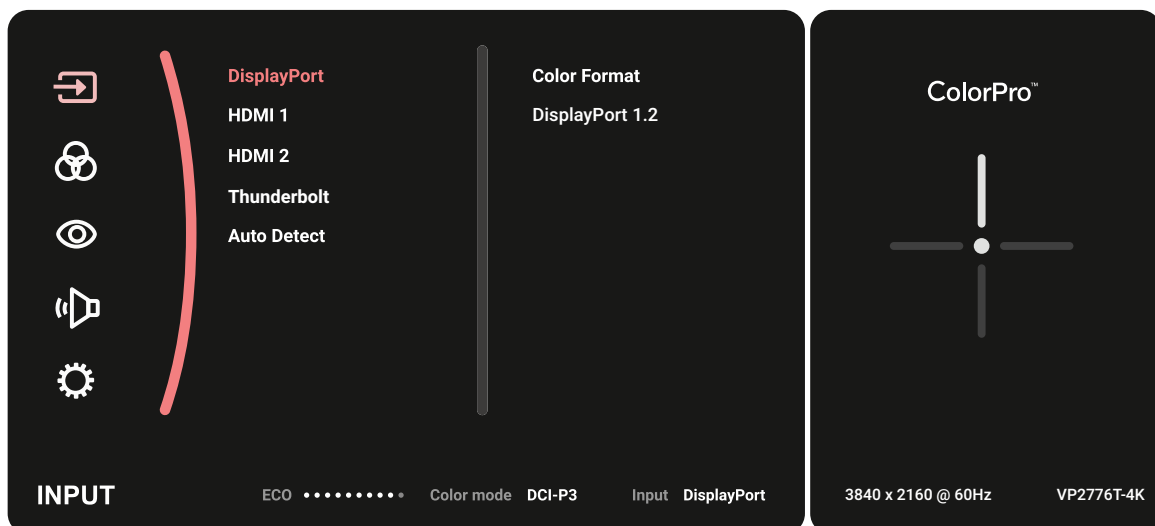 DisplayPort
HDMI 1
HDMI 2
Thunderbolt
Auto Detect
Color Format
DisplayPort 1.2
ColorPro™
INPUT
ECO Color mode DCI-P3 Input DisplayPort
3840 x 2160 @ 60Hz VP2776T-4K